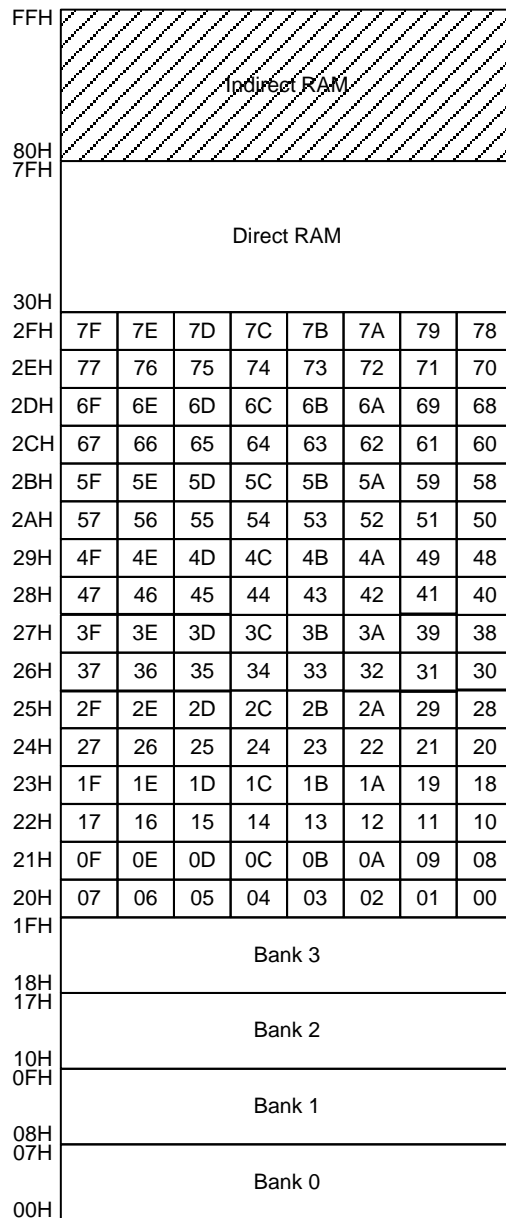 FFH
Indirect RAM
80H
7FH
Direct RAM
30H
2FH 7F 7E 7D 7C 7B 7A 79 78
2EH 77 76 75 74 73 72 71 70
2DH 6F 6E 6D 6C 6B 6A 69 68
2CH 67 66 65 64 63 62 61 60
2BH 5F 5E 5D 5C 5B 5A 59 58
2AH 57 56 55 54 53 52 51 50
29H 4F 4E 4D 4C 4B 4A 49 48
28H 47 46 45 44 43 42 41 40
27H 3F 3E 3D 3C 3B 3A 39 38
26H 37 36 35 34 33 32 31 30
25H 2F 2E 2D 2C 2B 2A 29 28
24H 27 26 25 24 23 22 21 20
23H 1F 1E 1D 1C 1B 1A 19 18
22H 17 16 15 14 13 12 11 10
21H 0F 0E 0D 0C 0B 0A 09 08
20H 07 06 05 04 03 02 01 00
1FH
Bank 3
18H
17H
Bank 2
10H
0FH
Bank 1
08H
07H
Bank 0
00H